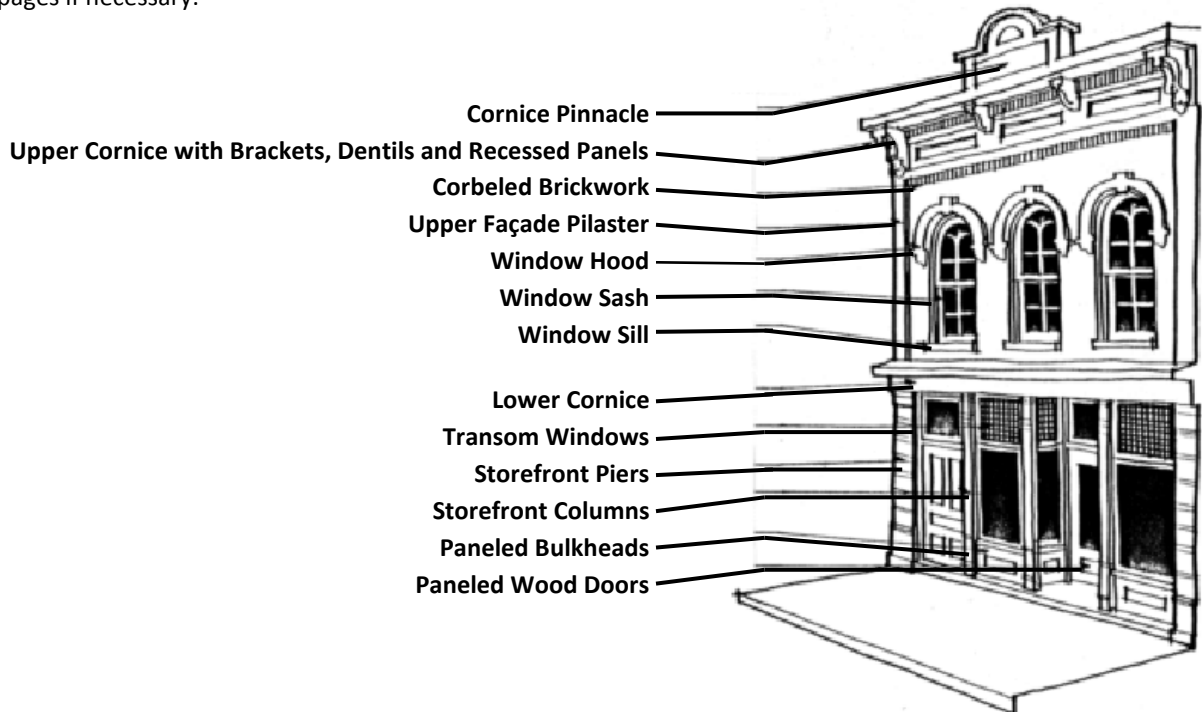 pages if necessary.
Cornice Pinnacle
Upper Cornice with Brackets, Dentils and Recessed Panels
Corbeled Brickwork
Upper Façade Pilaster
Window Hood
Window Sash
Window Sill
Lower Cornice
Transom Windows
Storefront Piers
Storefront Columns
Paneled Bulkheads
Paneled Wood Doors